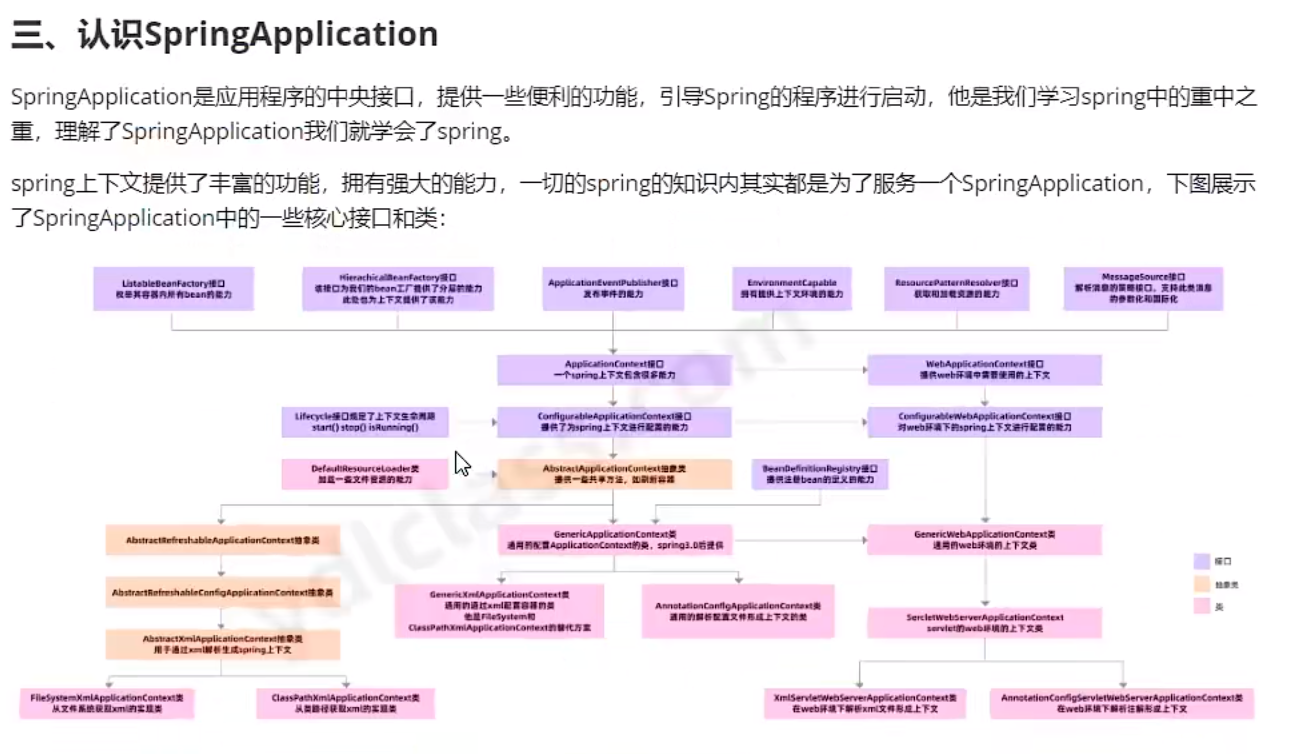 三、认识SpringApplication
SpringApplication是应用程序的中央接口，提供一些便利的功能，引导Spring的程序进行启动，他是我们学习spring中的重中之
重，理解了SpringApplication我们就学会了spring。
spring上下文提供了丰富的功能，拥有强大的能力，一切的spring的知识内其实都是为了服务一个SpringApplication，下图展示
了SpringApplication中的一些核心接口和类：
ListableBeanFactory接口
枚举其容器内所有bean的能力
HierachicalBeanFactory接口
该接口为我们的bean工厂提供了分层的能力
此处也为上下文提供了该能力
ApplicationEventPublisher接口
发布事件的能力
EnvironmentCapable
拥有提供上下文环境的能力
ResourcePatternResolver接口
获取和加载资源的能力
MessageSource接口
解析消息的策略接口，支持此类消息
的参数化和国际化
ApplicationContext接口
一个spring上下文包含很多能力
WebApplicationContext接口
提供web环境中需要使用的上下文
Lifecycle接口规定了上下文生命周期
start() stop() isRunning()
ConfigurableApplicationContext接口
提供了为spring上下文进行配置的能力
ConfigurableWebApplicationContext接口
对web环境下的spring上下文进行配置的能力
DefaultResourceLoader类
加载一些文件资源的能力
AbstractApplicationContext抽象类
提供一些共享方法，如刷新容器
BeanDefinitionRegistry接口
提供注册bean的定义的能力
AbstractRefreshableApplicationContext抽象类
GenericApplicationContext类
通用的配置ApplicationContext的类，spring3.0后提供
GenericWebApplicationContext类
通用的web环境的上下文类
AbstractRefreshableConfigApplicationContext抽象类
GenericXmlApplicationContext类
通用的通过xml配置容器的类
他是FileSystem和
ClassPathXmlApplicationContext的替代方案
AnnotationConfigApplicationContext类
通用的解析配置文件形成上下文的类
SercletWebServerApplicationContext
servlet的web环境的上下文类
AbstractXmlApplicationContext抽象类
用于通过xml解析生成spring上下文
FileSystemXmlApplicationContext类
从文件系统获取xml的实现类
ClassPathXmlApplicationContext类
从类路径获取xml的实现类
XmlServletWebServerApplicationContext类
在web环境下解析xml文件形成上下文
AnnotationConfigServletWebServerApplicationContext类
在web环境下解析注解形成上下文
接口
抽象类
类
ydlclass.com